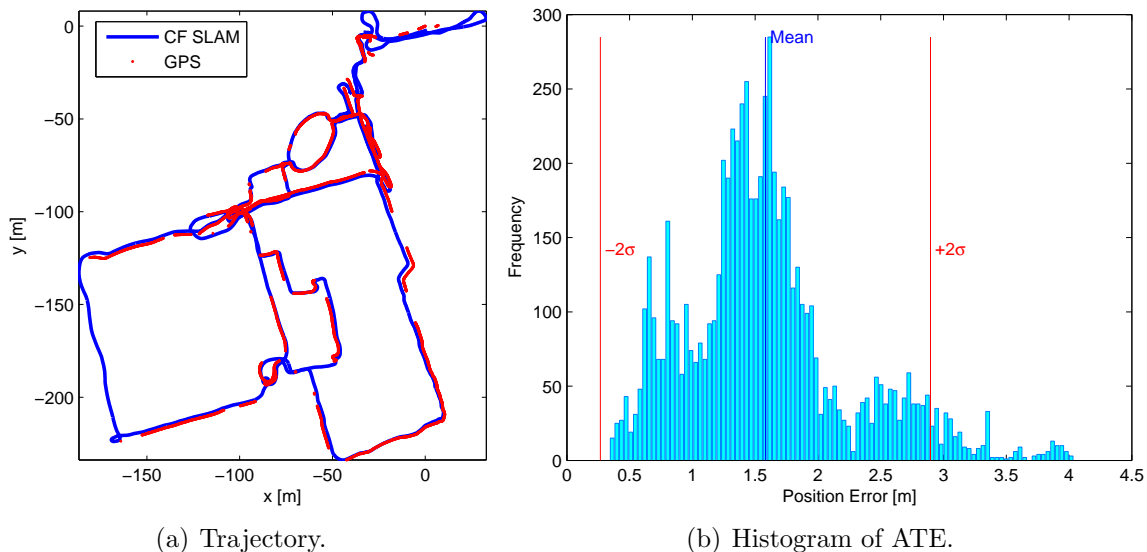 CF SLAM
GPS
0
−50
−100
−150
−200
y [m]
−150
−100
−50
0
x [m]
(a) Trajectory.
300
250
200
150
100
50
0
Frequency
Mean
−2σ
+2σ
0
0.5
1
1.5
2
2.5
3
3.5
4
4.5
Position Error [m]
(b) Histogram of ATE.